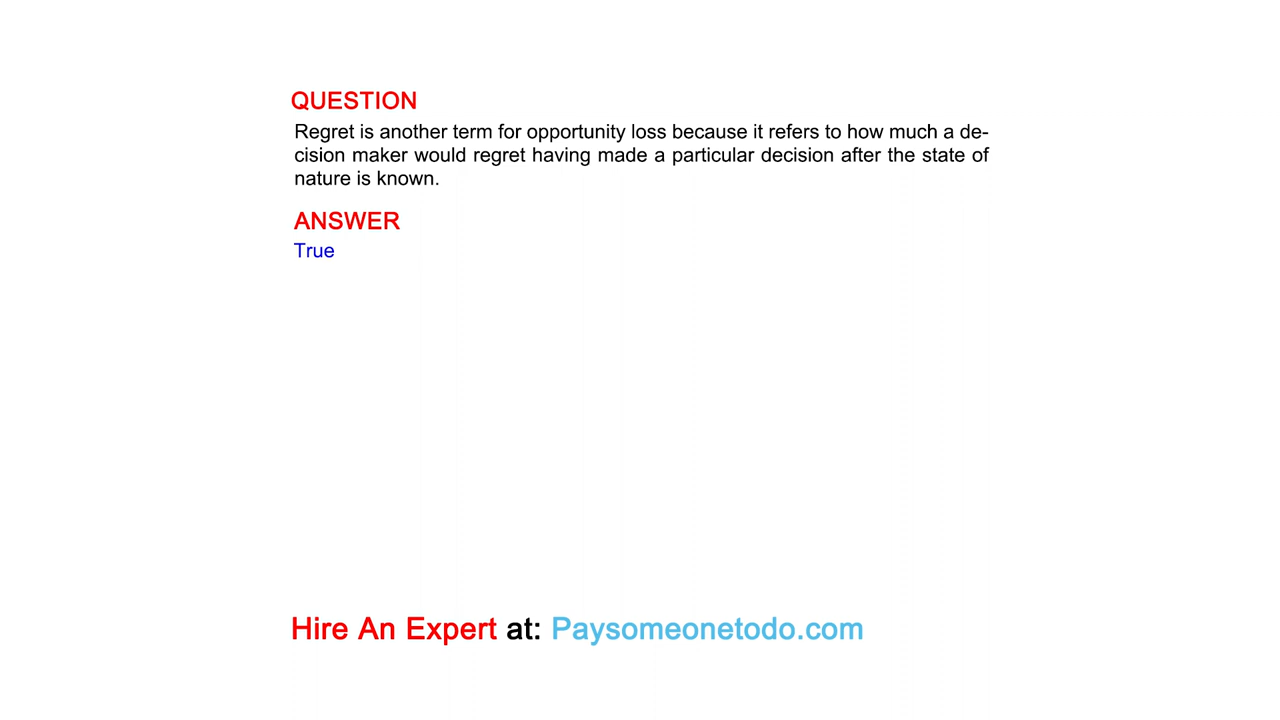 QUESTION
Regret is another term for opportunity loss because it refers to how much a de-
cision maker would regret having made a particular decision after the state of
nature is known.
ANSWER
True
Hire An Expert at: Paysomeonetodo.com